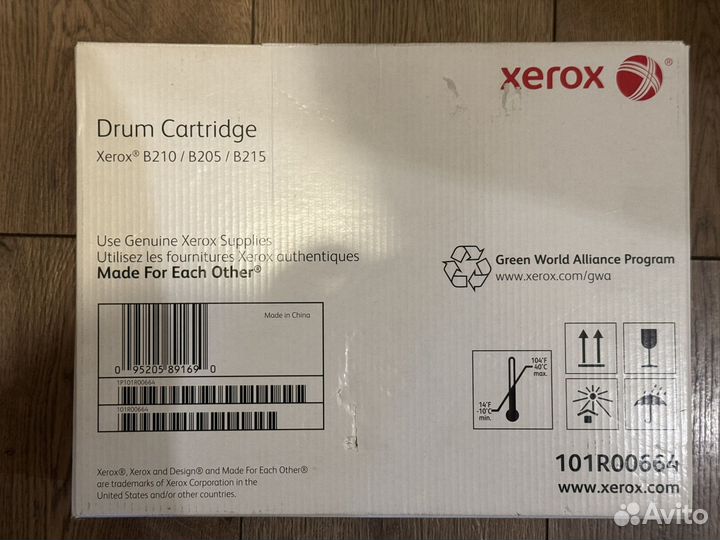 xerox®
Drum Cartridge
Xerox® B210 / B205 / B215
Use Genuine Xerox Supplies
Utilisez les fournitures Xerox authentiques
Made For Each Other®
Green World Alliance Program
www.xerox.com/gwa
Made in China
0 95205 89169 0
1P101R00664
101R00664
104°F
40°C
max.
14°F
-10°C
min.
101R00664
www.xerox.com
Xerox®, Xerox and Design® and Made For Each Other®
are trademarks of Xerox Corporation in the
United States and/or other countries.
Avito